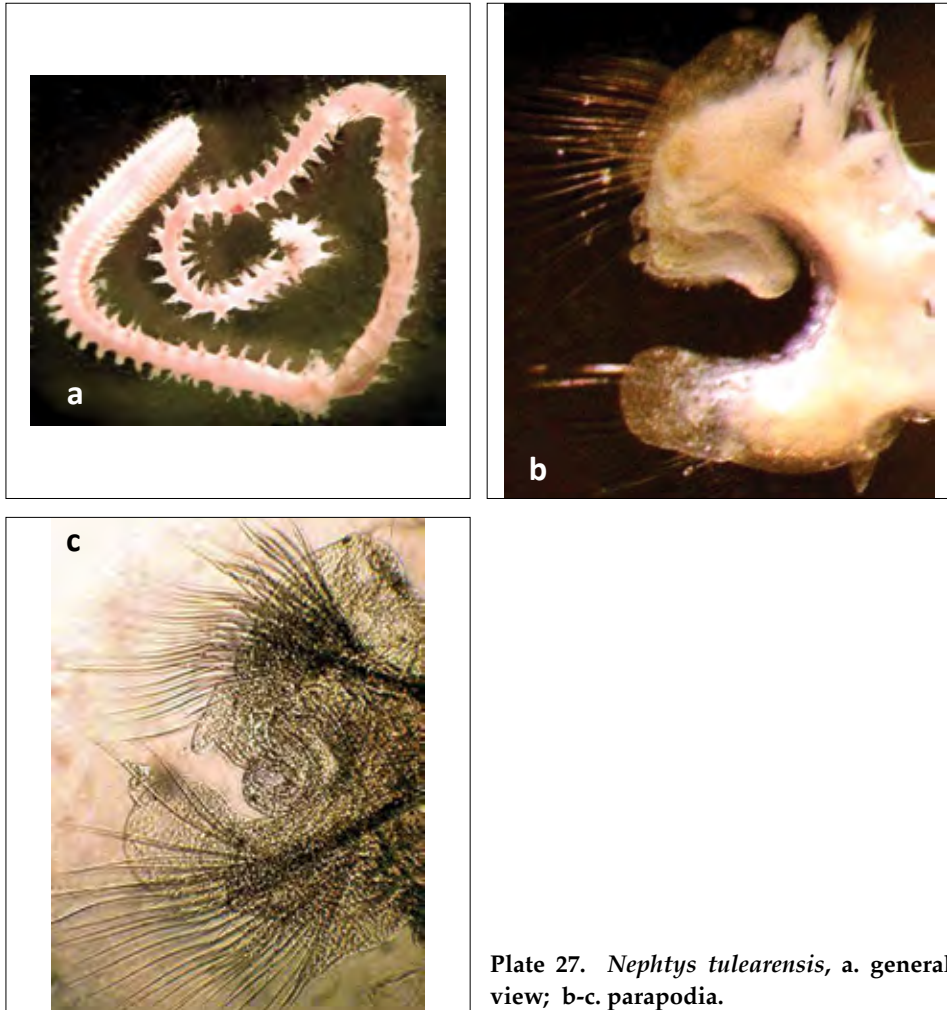 a
b
c
Plate 27. Nephtys tulearensis, a. general
view; b-c. parapodia.